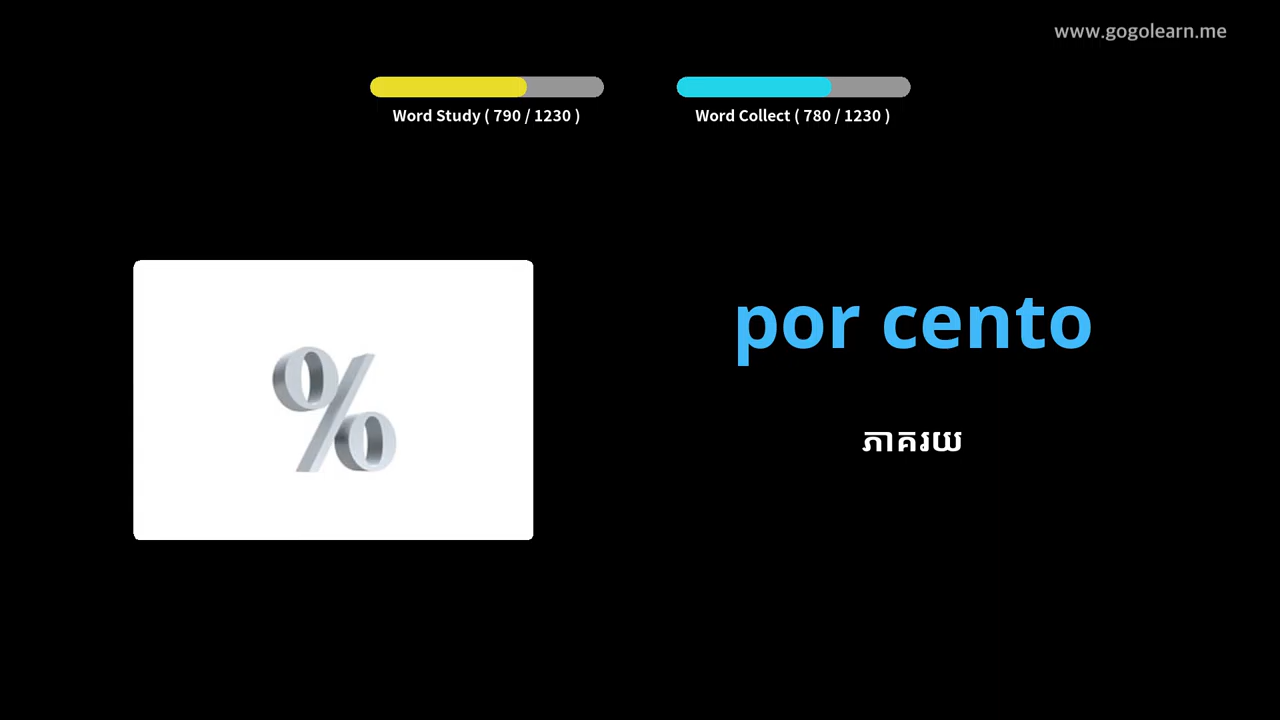 www.gogolearn.me
Word Study ( 790 / 1230 )
Word Collect ( 780 / 1230 )
%
por cento
ភាគរយ